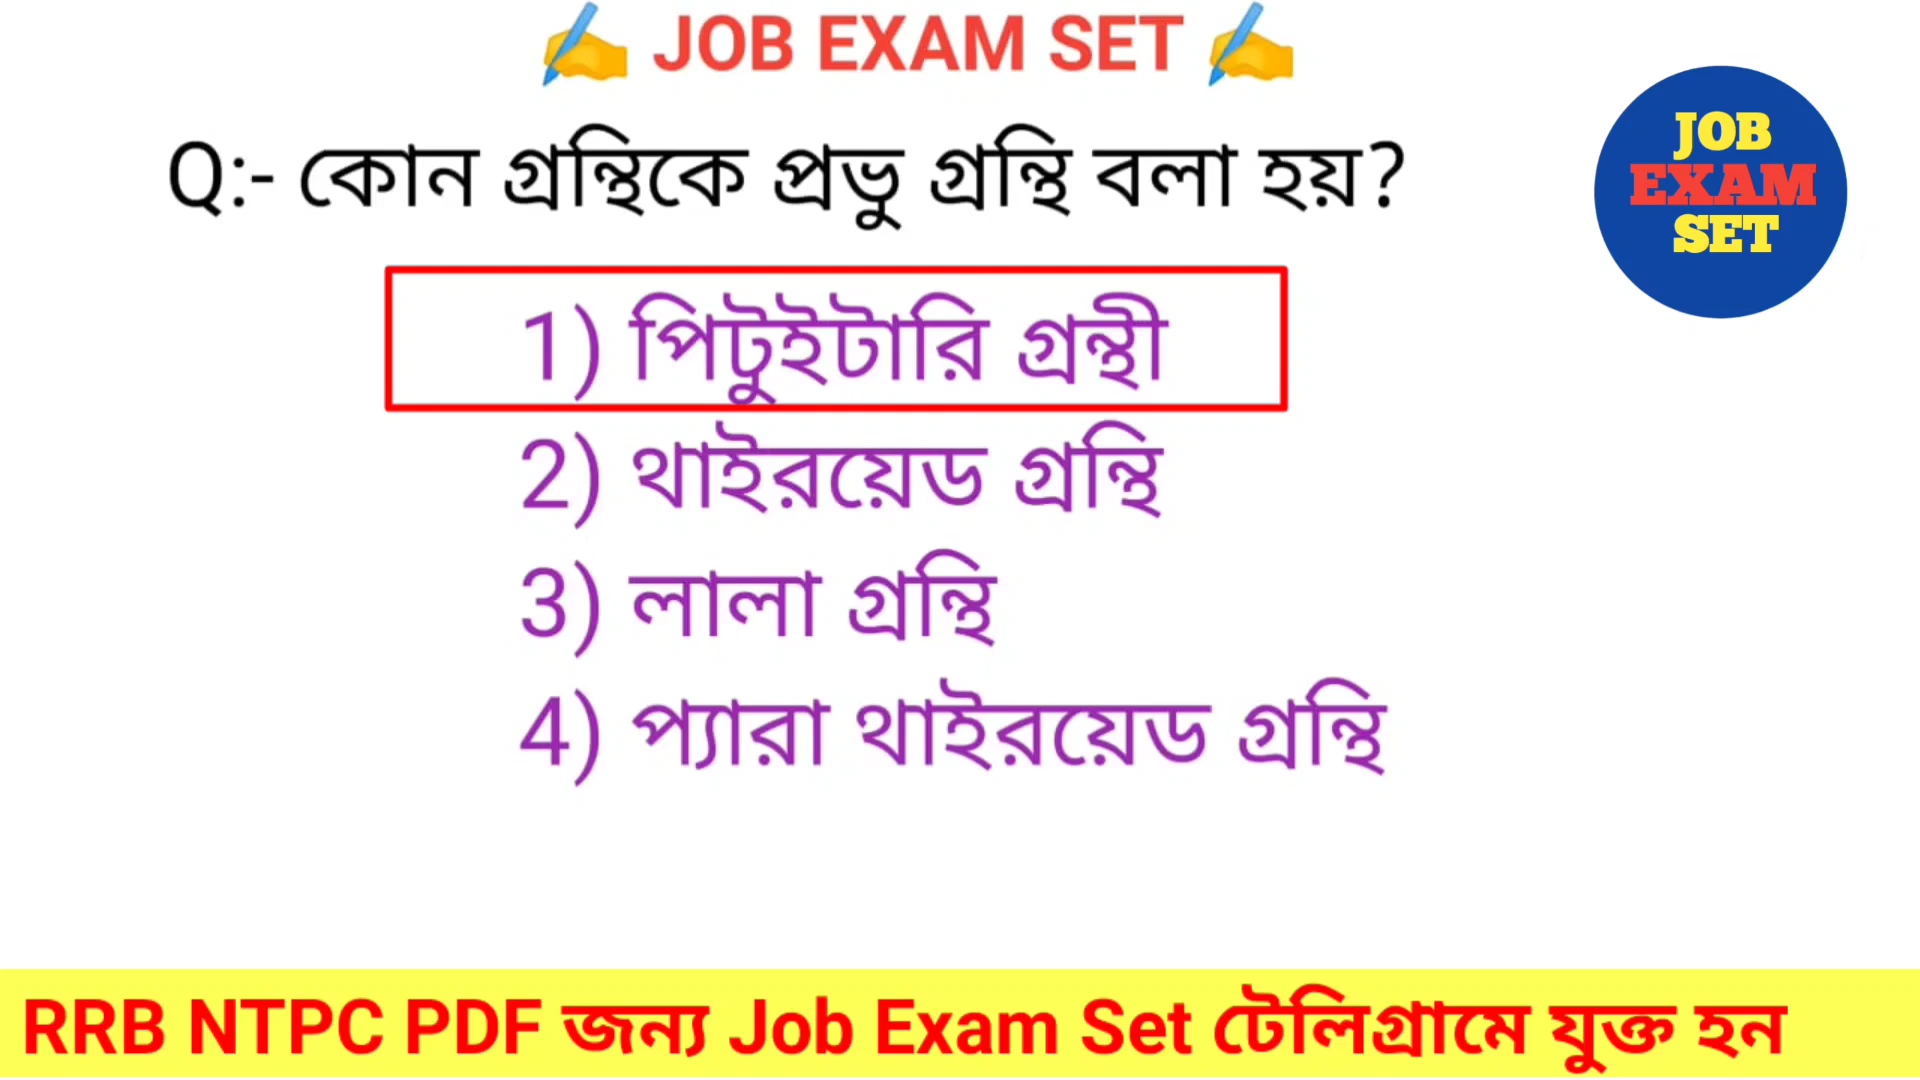 ✍ JOB EXAM SET ✍
JOB
EXAM
SET
Q:- কোন গ্রন্থিকে প্রভু গ্রন্থি বলা হয়?
1) পিটুইটারি গ্রন্থী
2) থাইরয়েড গ্রন্থি
3) লালা গ্রন্থি
4) প্যারা থাইরয়েড গ্রন্থি
RRB NTPC PDF জন্য Job Exam Set টেলিগ্রামে যুক্ত হন